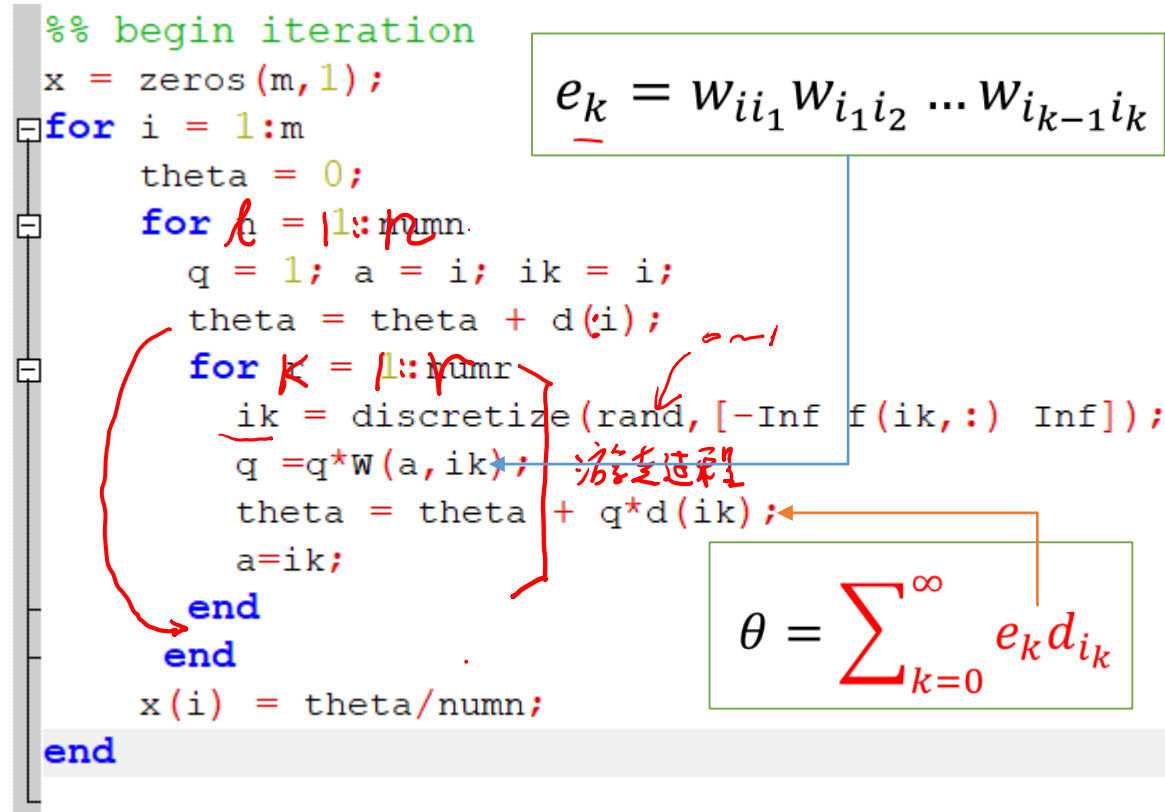 %% begin iteration
x = zeros(m,1);
for i = 1:m
theta = 0;
for n = 1:numn
l 1: n
q = 1; a = i; ik = i;
theta = theta + d(i);
for r = 1:numr
k 1: r
0~1
ik = discretize(rand,[-Inf f(ik,:) Inf]);
q =q*W(a,ik);
游走过程
theta = theta + q*d(ik);
a=ik;
end
end
x(i) = theta/numn;
end
e_k = w_{ii_1} w_{i_1i_2} … w_{i_{k-1}i_k}
θ = ∑_{k=0}^{∞} e_k d_{i_k}